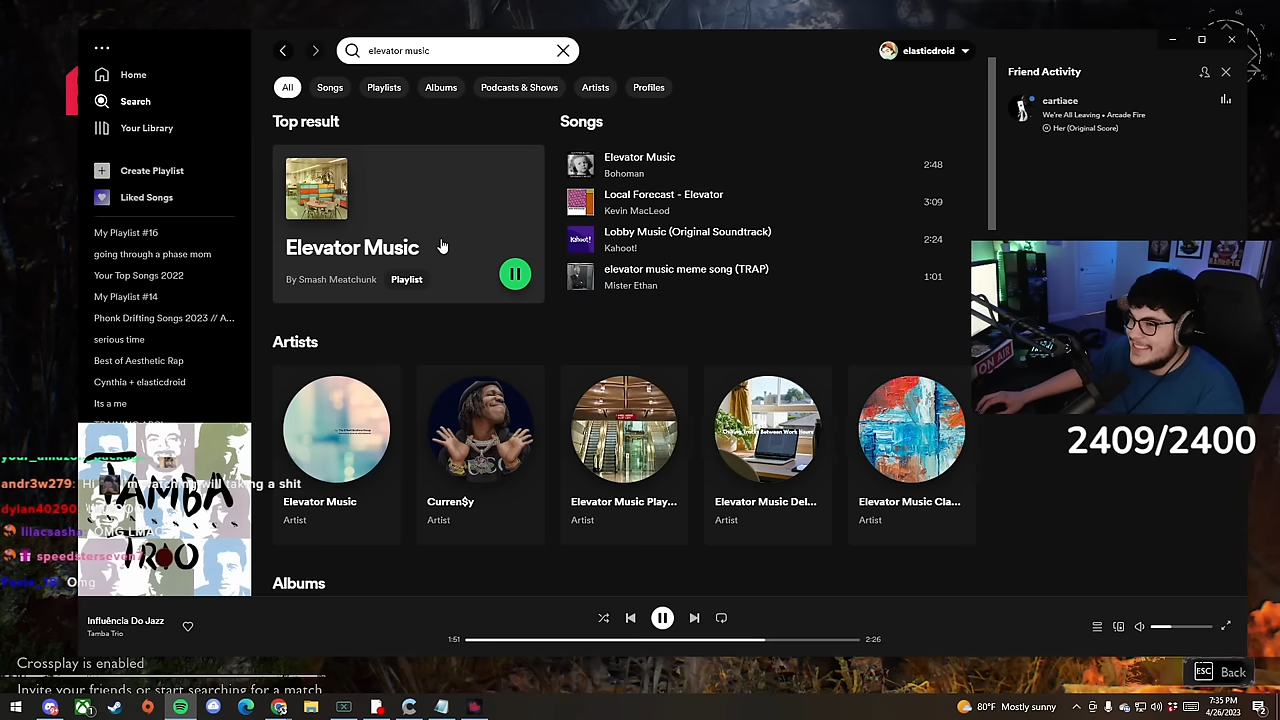 elevator music
elasticdroid
Home
Search
Your Library
Create Playlist
Liked Songs
My Playlist #16
going through a phase mom
Your Top Songs 2022
My Playlist #14
Phonk Drifting Songs 2023 // A...
serious time
Best of Aesthetic Rap
Cynthia + elasticdroid
Its a me
All
Songs
Playlists
Albums
Podcasts & Shows
Artists
Profiles
Top result
Elevator Music
By Smash Meatchunk
Playlist
Songs
Elevator Music
Bohoman
2:48
Local Forecast - Elevator
Kevin MacLeod
3:09
Kahoot!
Lobby Music (Original Soundtrack)
Kahoot!
2:24
elevator music meme song (TRAP)
Mister Ethan
1:01
Friend Activity
cartiace
We're All Leaving • Arcade Fire
Her (Original Score)
ON AIR
2409/2400
Artists
Elevator Music
Artist
Curren$y
Artist
Elevator Music Play...
Artist
Elevator Music Del...
Artist
Elevator Music Cla...
Artist
Albums
andr3w279: Hi
m watching will taking a shit
dylan40290
lilacsasha
OMG LMAO
speedsterseven7
Omg
TAMBA
TRIO
Influência Do Jazz
Tamba Trio
1:51
2:26
Crossplay is enabled
Invite your friends or start searching for a match
ESC Back
80°F Mostly sunny
7:35 PM
4/26/2023